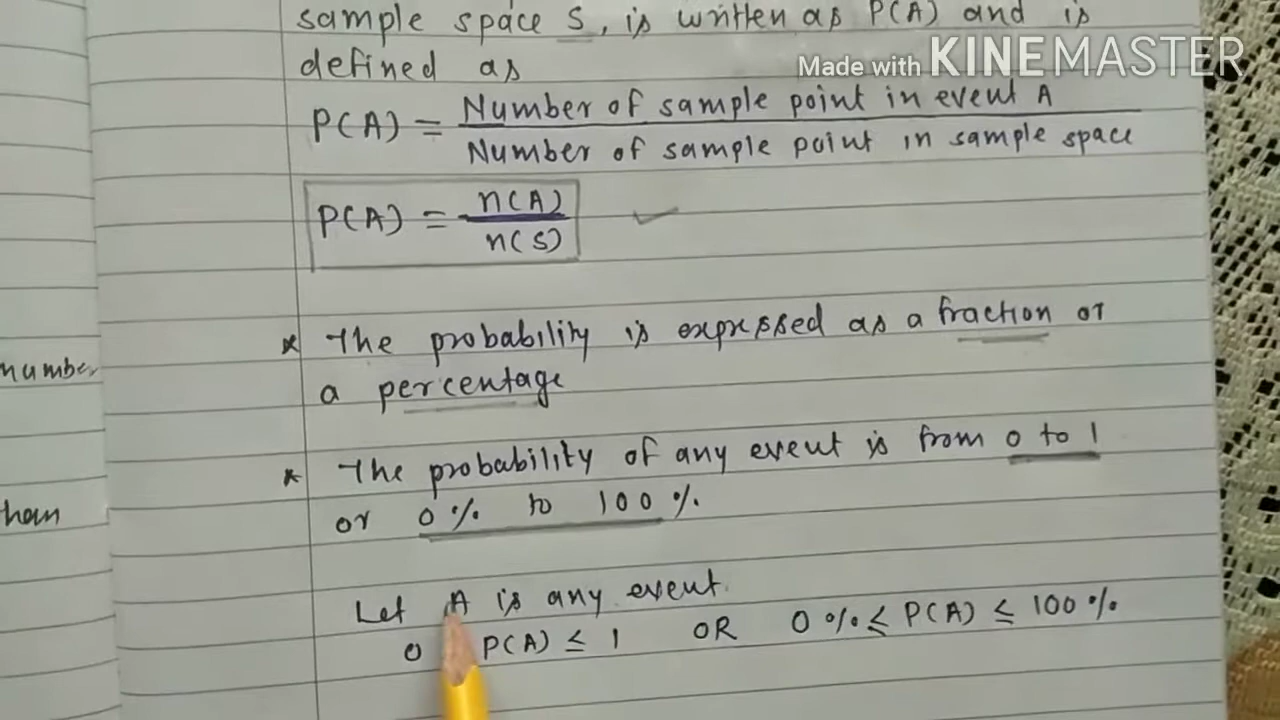 sample space S, is written as P(A) and is
defined as
Made with KINEMASTER
P(A) = Number of sample point in event A
Number of sample point in sample space
P(A) = n(A)
n(S)
* The probability is expressed as a fraction or
a percentage
number
* The probability of any event is from 0 to 1
or 0% to 100%
Let A is any event.
0 P(A) ≤ 1 OR 0% ≤ P(A) ≤ 100%